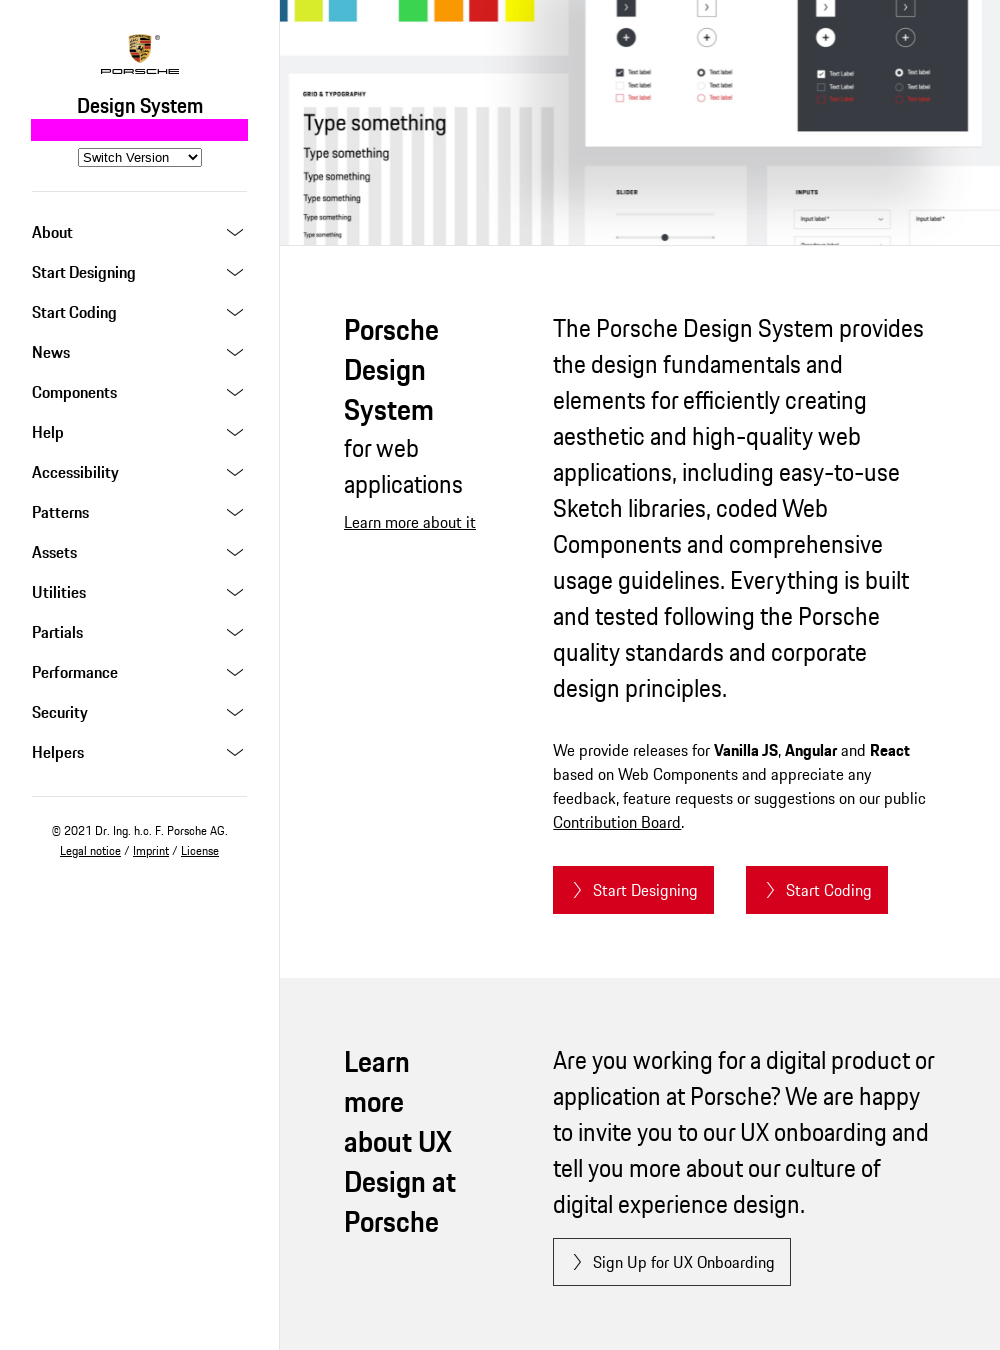 PORSCHE
Design System
Switch Version
About
Start Designing
Start Coding
News
Components
Help
Accessibility
Patterns
Assets
Utilities
Partials
Performance
Security
Helpers
© 2021 Dr. Ing. h.c. F. Porsche AG.
Legal notice / Imprint / License
GRID & TYPOGRAPHY
Type something
Type something
Type something
Type something
Type something
Type something
Text label
Text label
Text label
Text label
Text label
Text label
Text Label
Text Label
Text Label
Text label
Text label
Text label
SLIDER
INPUTS
Input label*
Input label*
Porsche
Design
System
for web
applications
Learn more about it
The Porsche Design System provides
the design fundamentals and
elements for efficiently creating
aesthetic and high-quality web
applications, including easy-to-use
Sketch libraries, coded Web
Components and comprehensive
usage guidelines. Everything is built
and tested following the Porsche
quality standards and corporate
design principles.
We provide releases for Vanilla JS, Angular and React
based on Web Components and appreciate any
feedback, feature requests or suggestions on our public
Contribution Board.
Start Designing
Start Coding
Learn
more
about UX
Design at
Porsche
Are you working for a digital product or
application at Porsche? We are happy
to invite you to our UX onboarding and
tell you more about our culture of
digital experience design.
Sign Up for UX Onboarding